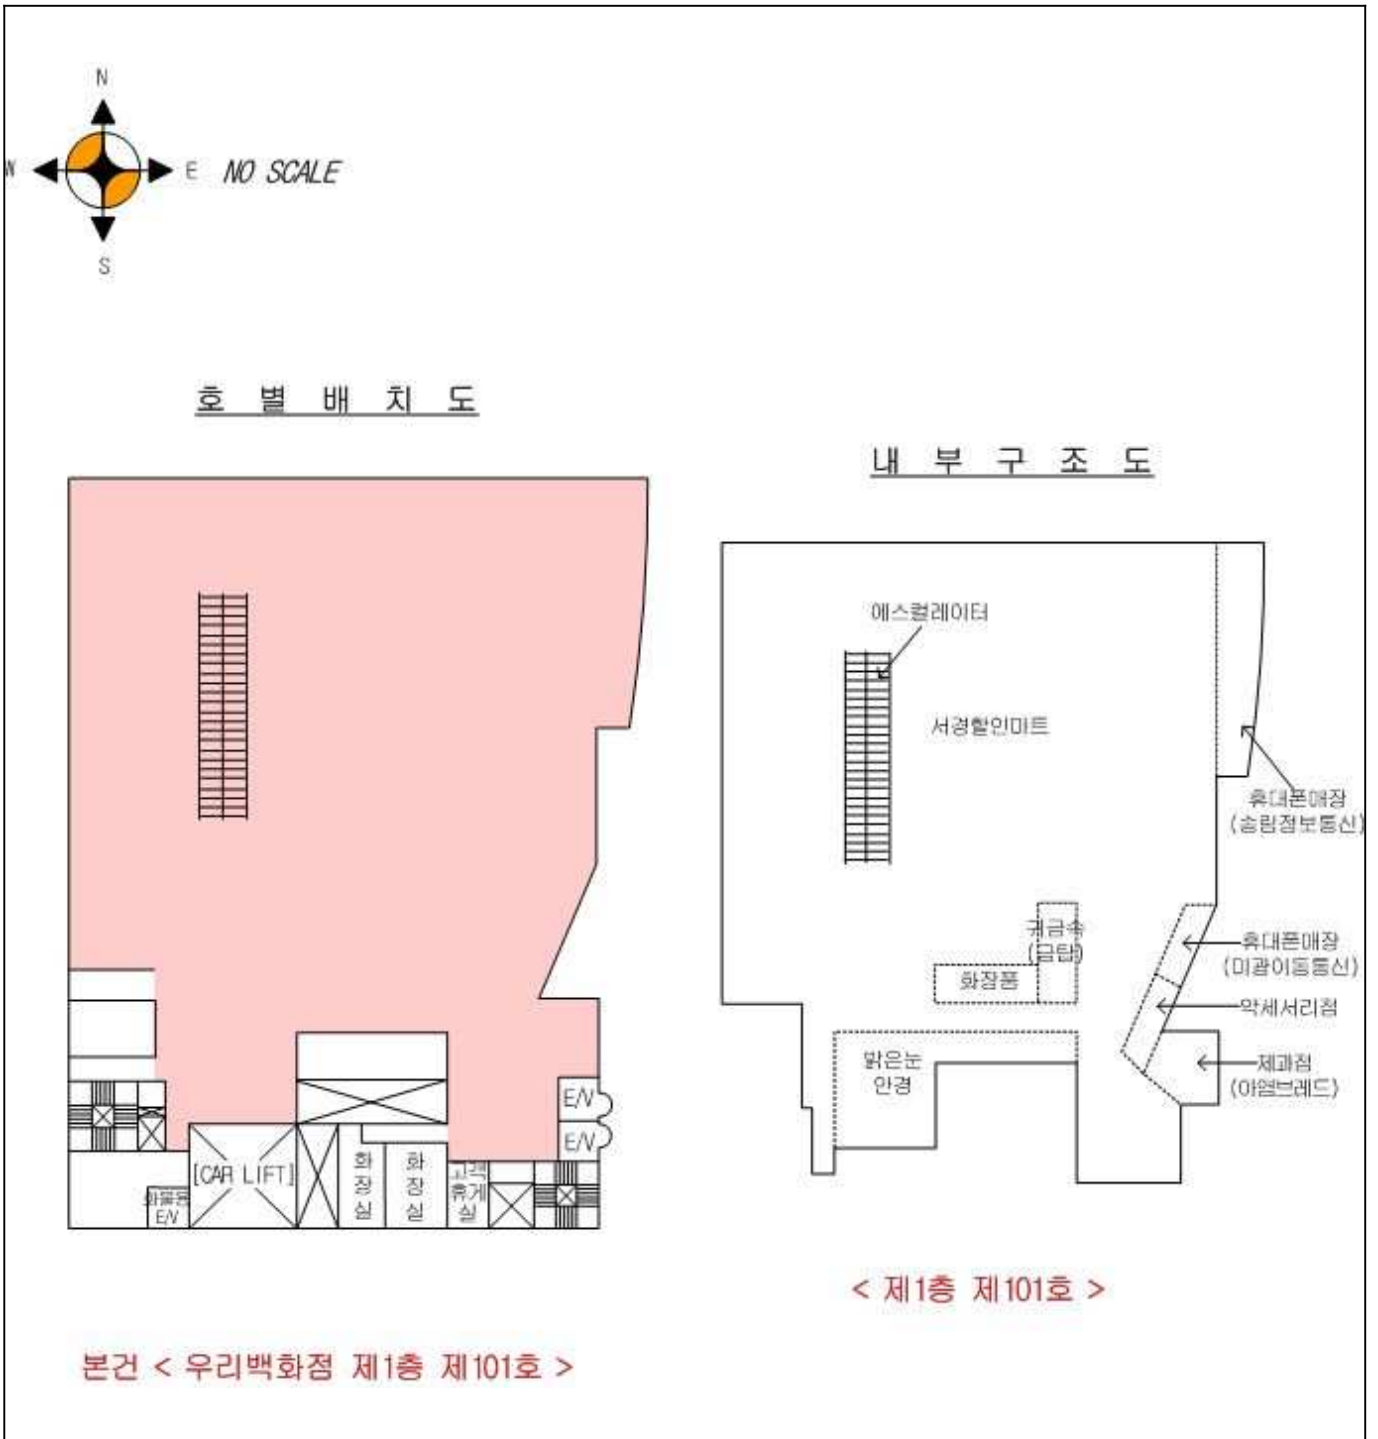 N
W
E
NO SCALE
S
호 별 배 치 도
내 부 구 조 도
에스컬레이터
서경할인마트
휴대폰매장
(송림정보통신)
귀금속
(금탑)
화장품
휴대폰매장
(미광이동통신)
악세서리점
밝은눈
안경
제과점
(아엠브레드)
E/V
E/V
[CAR LIFT]
화장실
화장실
고객
휴게
실
화물용
E/V
< 제1층 제101호 >
본건 < 우리백화점 제1층 제101호 >